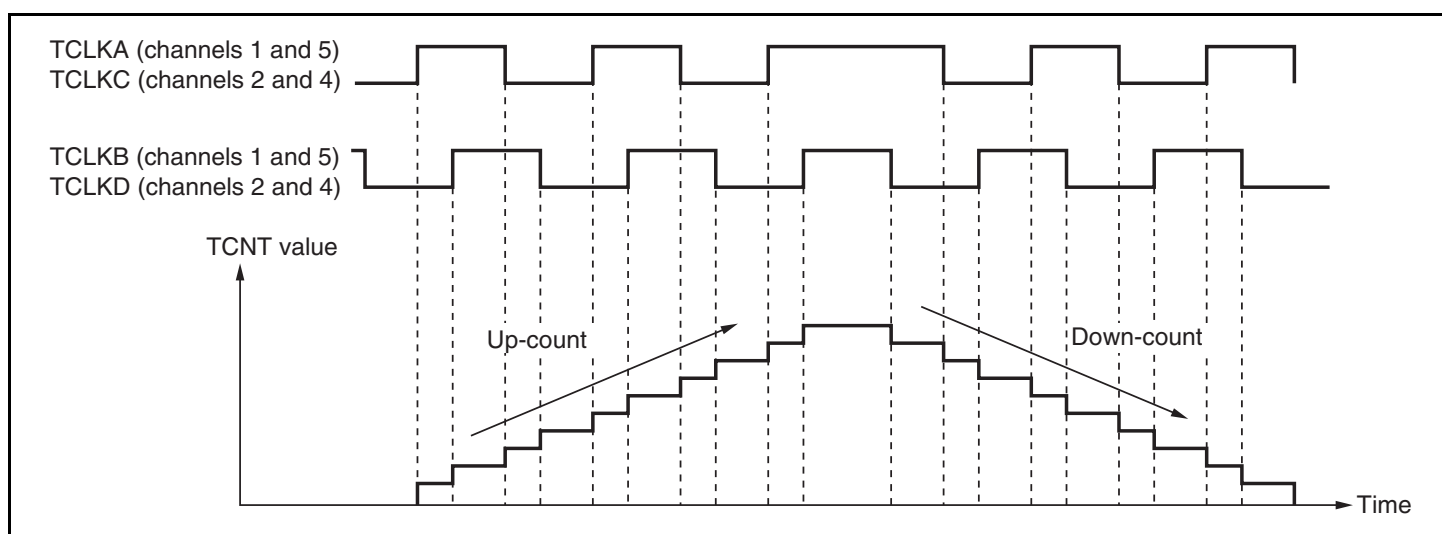 TCLKA (channels 1 and 5)
TCLKC (channels 2 and 4)
TCLKB (channels 1 and 5)
TCLKD (channels 2 and 4)
TCNT value
Up-count
Down-count
Time